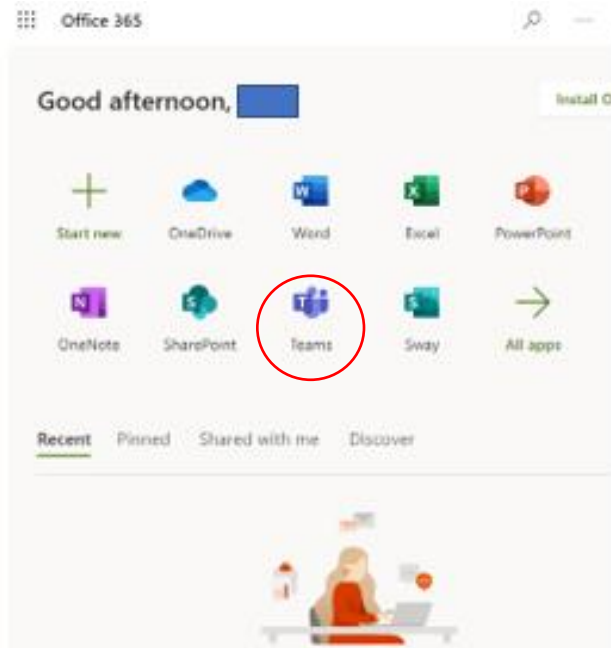 Office 365
Good afternoon,
Install O
Start new OneDrive Word Excel PowerPoint
OneNote SharePoint Teams Sway All apps
Recent Pinned Shared with me Discover